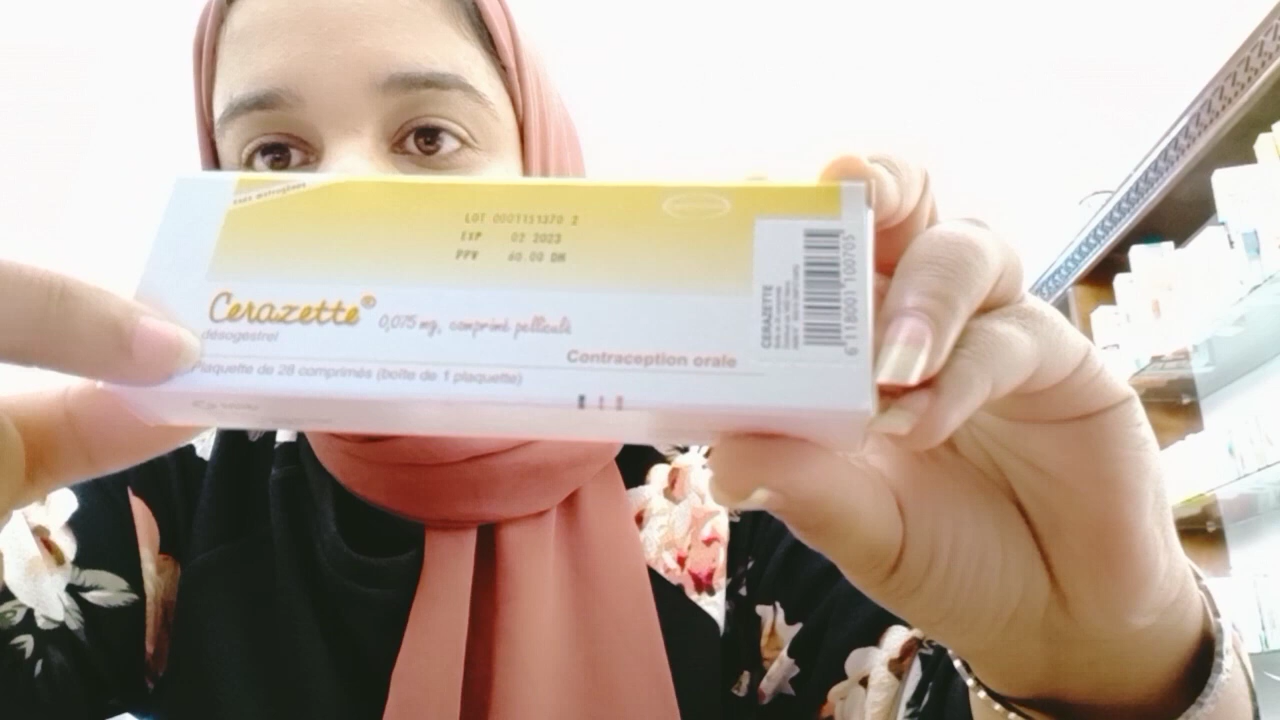 LOT 0001151370 2
EXP 02 2023
PPV 60.00 DH
Cerazette® 0,075 mg, comprimé pelliculé
désogestrel
Contraception orale
Plaquette de 28 comprimés (boîte de 1 plaquette)
CERAZETTE
6 118001 100705